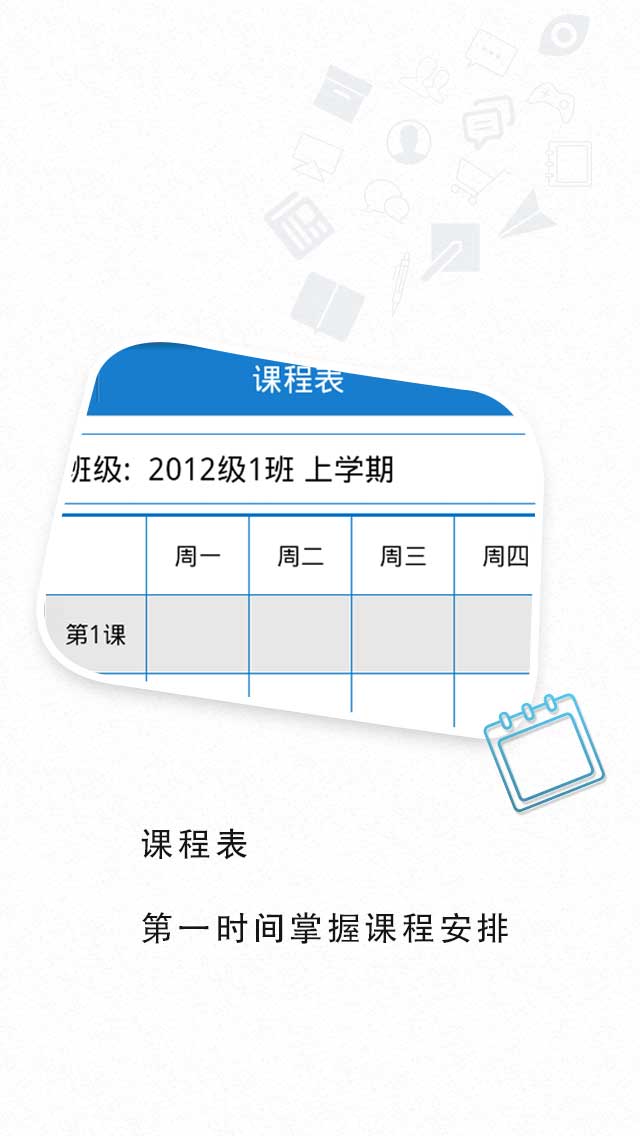 课程表
班级: 2012级1班 上学期
周一 周二 周三 周四
第1课
课程表
第一时间掌握课程安排